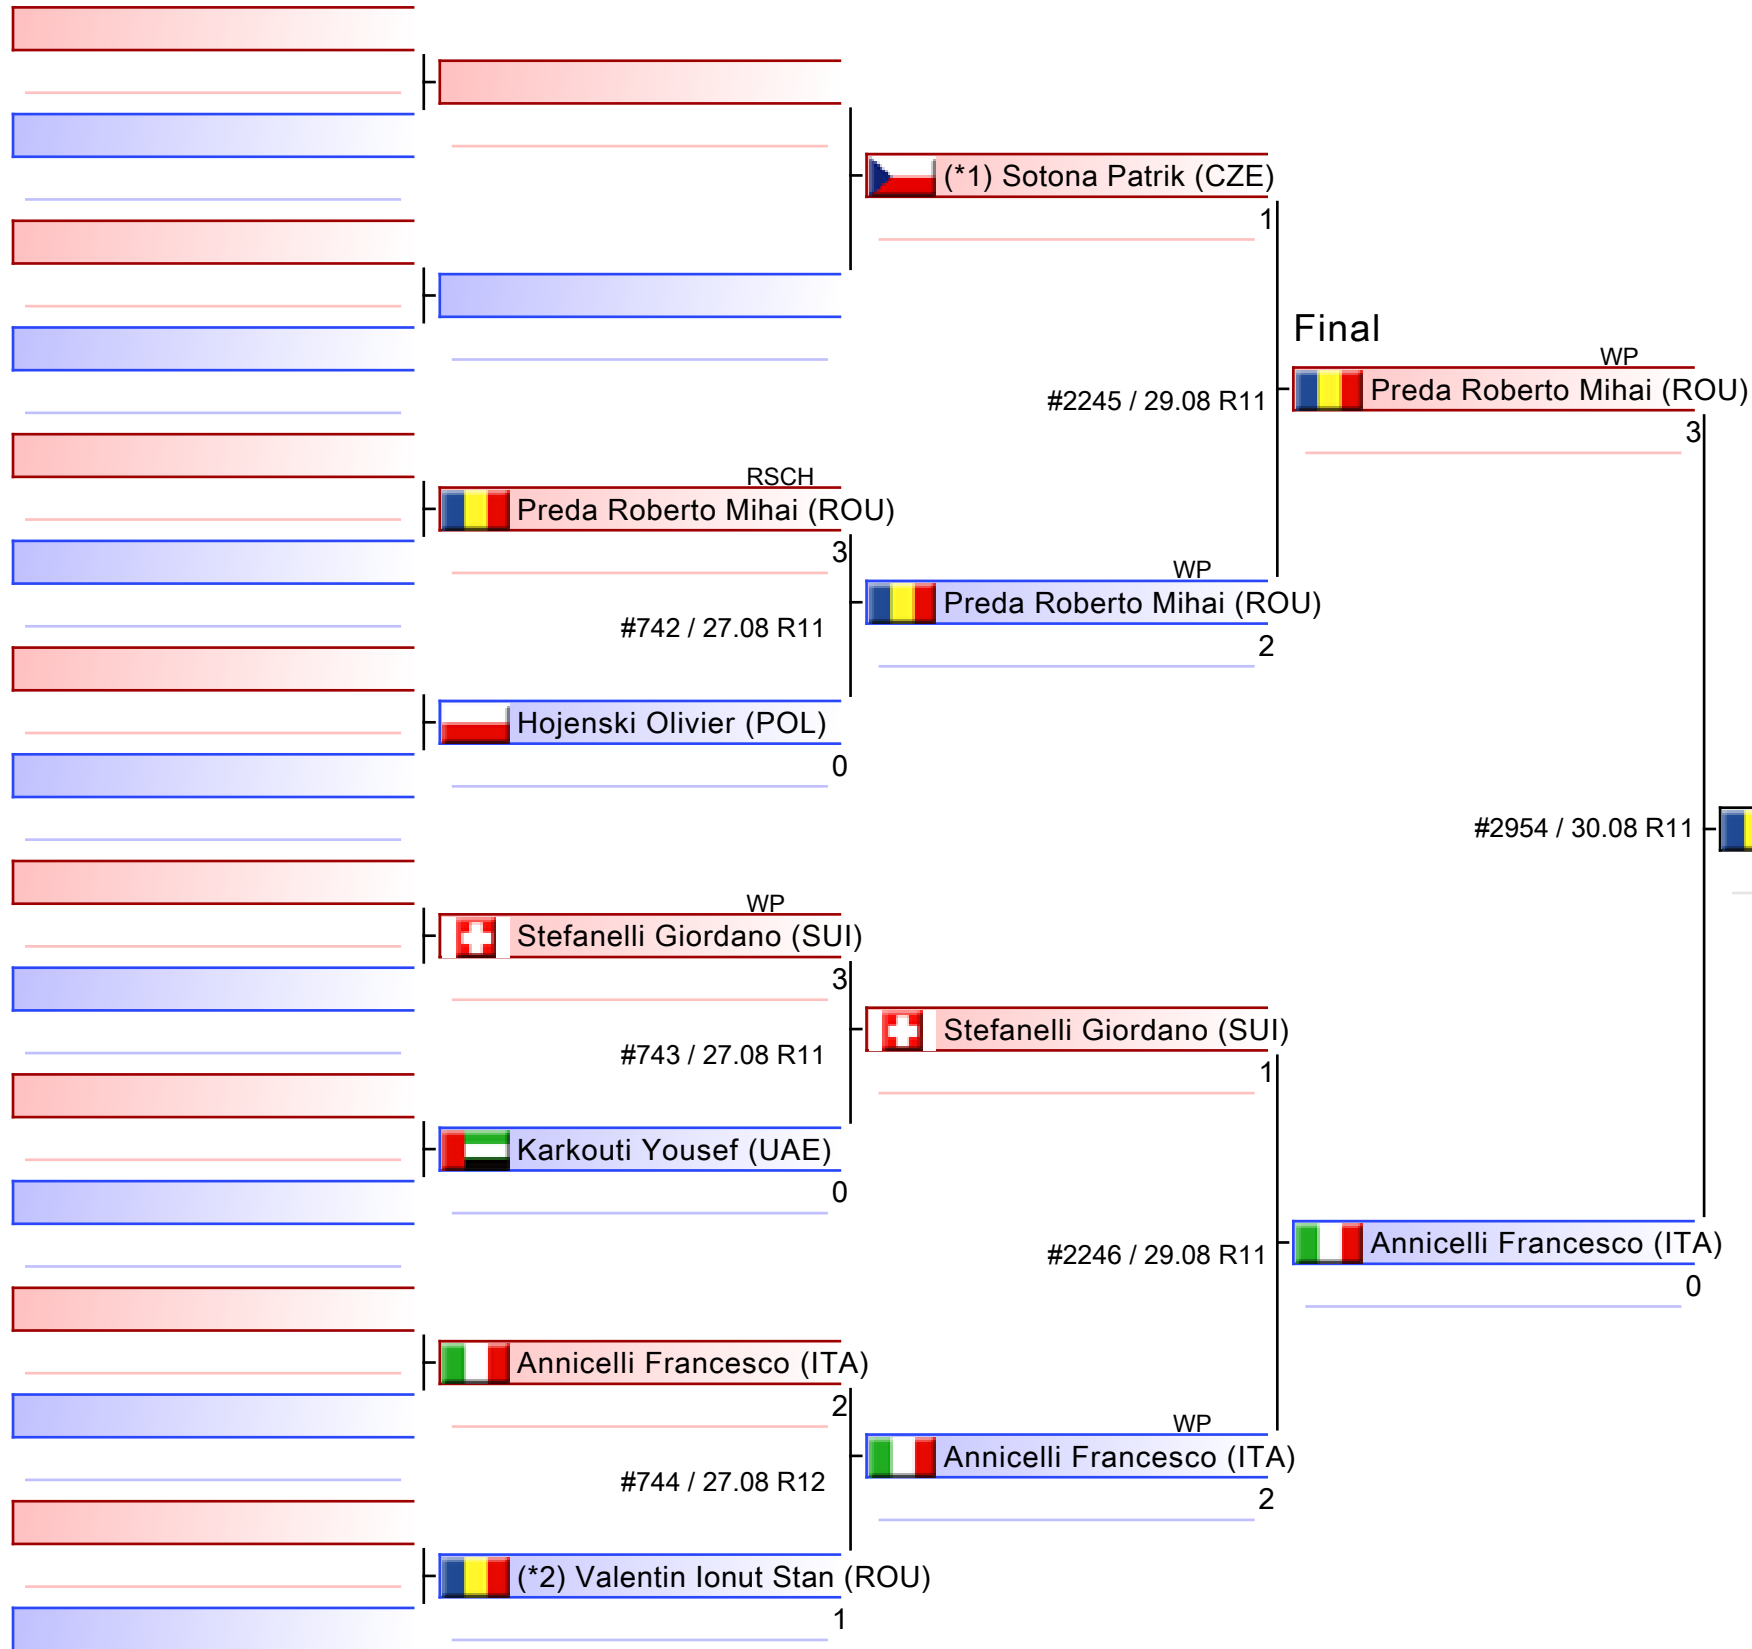 (*1) Sotona Patrik (CZE)
1
Final
WP
#2245 / 29.08 R11
Preda Roberto Mihai (ROU)
3
RSCH
Preda Roberto Mihai (ROU)
3
WP
Preda Roberto Mihai (ROU)
#742 / 27.08 R11
2
Hojenski Olivier (POL)
0
#2954 / 30.08 R11
WP
Stefanelli Giordano (SUI)
3
Stefanelli Giordano (SUI)
#743 / 27.08 R11
1
Karkouti Yousef (UAE)
0
#2246 / 29.08 R11
Annicelli Francesco (ITA)
0
Annicelli Francesco (ITA)
2
WP
Annicelli Francesco (ITA)
#744 / 27.08 R12
2
(*2) Valentin Ionut Stan (ROU)
1